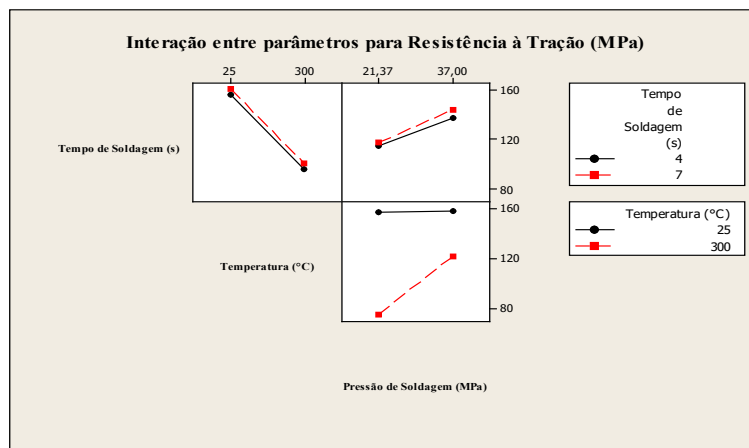 Interação entre parâmetros para Resistência à Tração (MPa)
25 300
21,37 37,00
Tempo de Soldagem (s)
160
120
80
Tempo
de
Soldagem
(s)
4
7
Temperatura (°C)
160
120
80
Temperatura (°C)
25
300
Pressão de Soldagem (MPa)